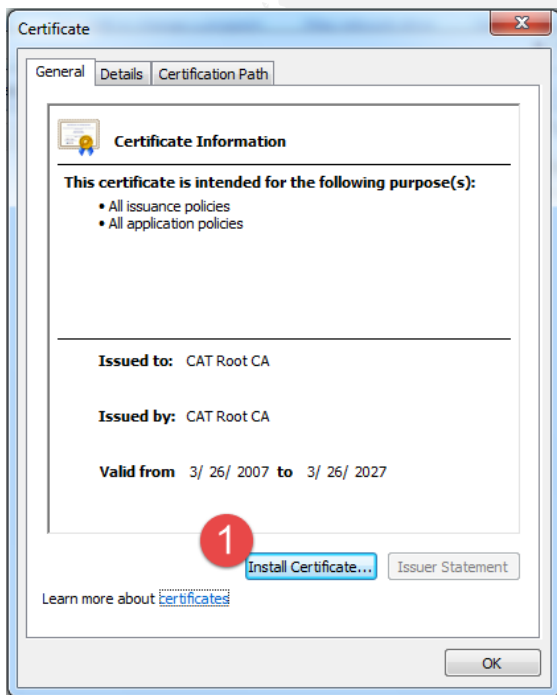 Certificate
General Details Certification Path
Certificate Information
This certificate is intended for the following purpose(s):
• All issuance policies
• All application policies
Issued to: CAT Root CA
Issued by: CAT Root CA
Valid from 3/ 26/ 2007 to 3/ 26/ 2027
1
Install Certificate... Issuer Statement
Learn more about certificates
OK